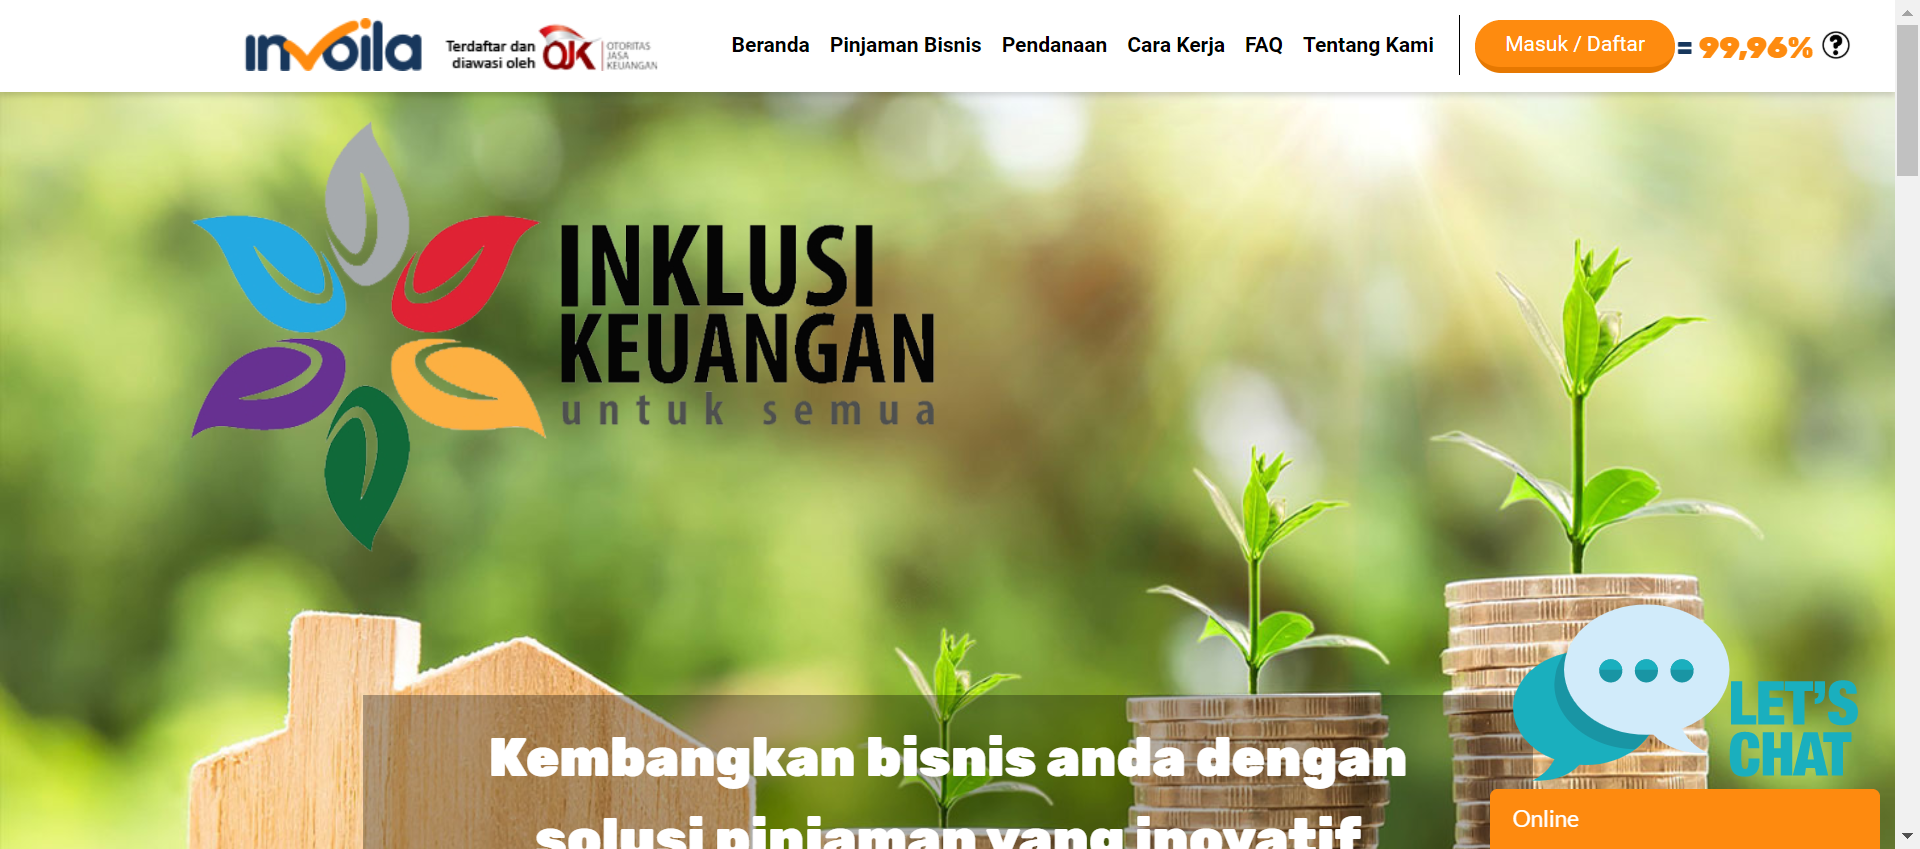 invoila
Terdaftar dan
diawasi oleh
OJK
OTORITAS
JASA
KEUANGAN
Beranda Pinjaman Bisnis Pendanaan Cara Kerja FAQ Tentang Kami
Masuk / Daftar
= 99,96% ?
INKLUSI
KEUANGAN
untuk semua
Kembangkan bisnis anda dengan
solusi pinjaman yang inovatif
LET'S
CHAT
Online